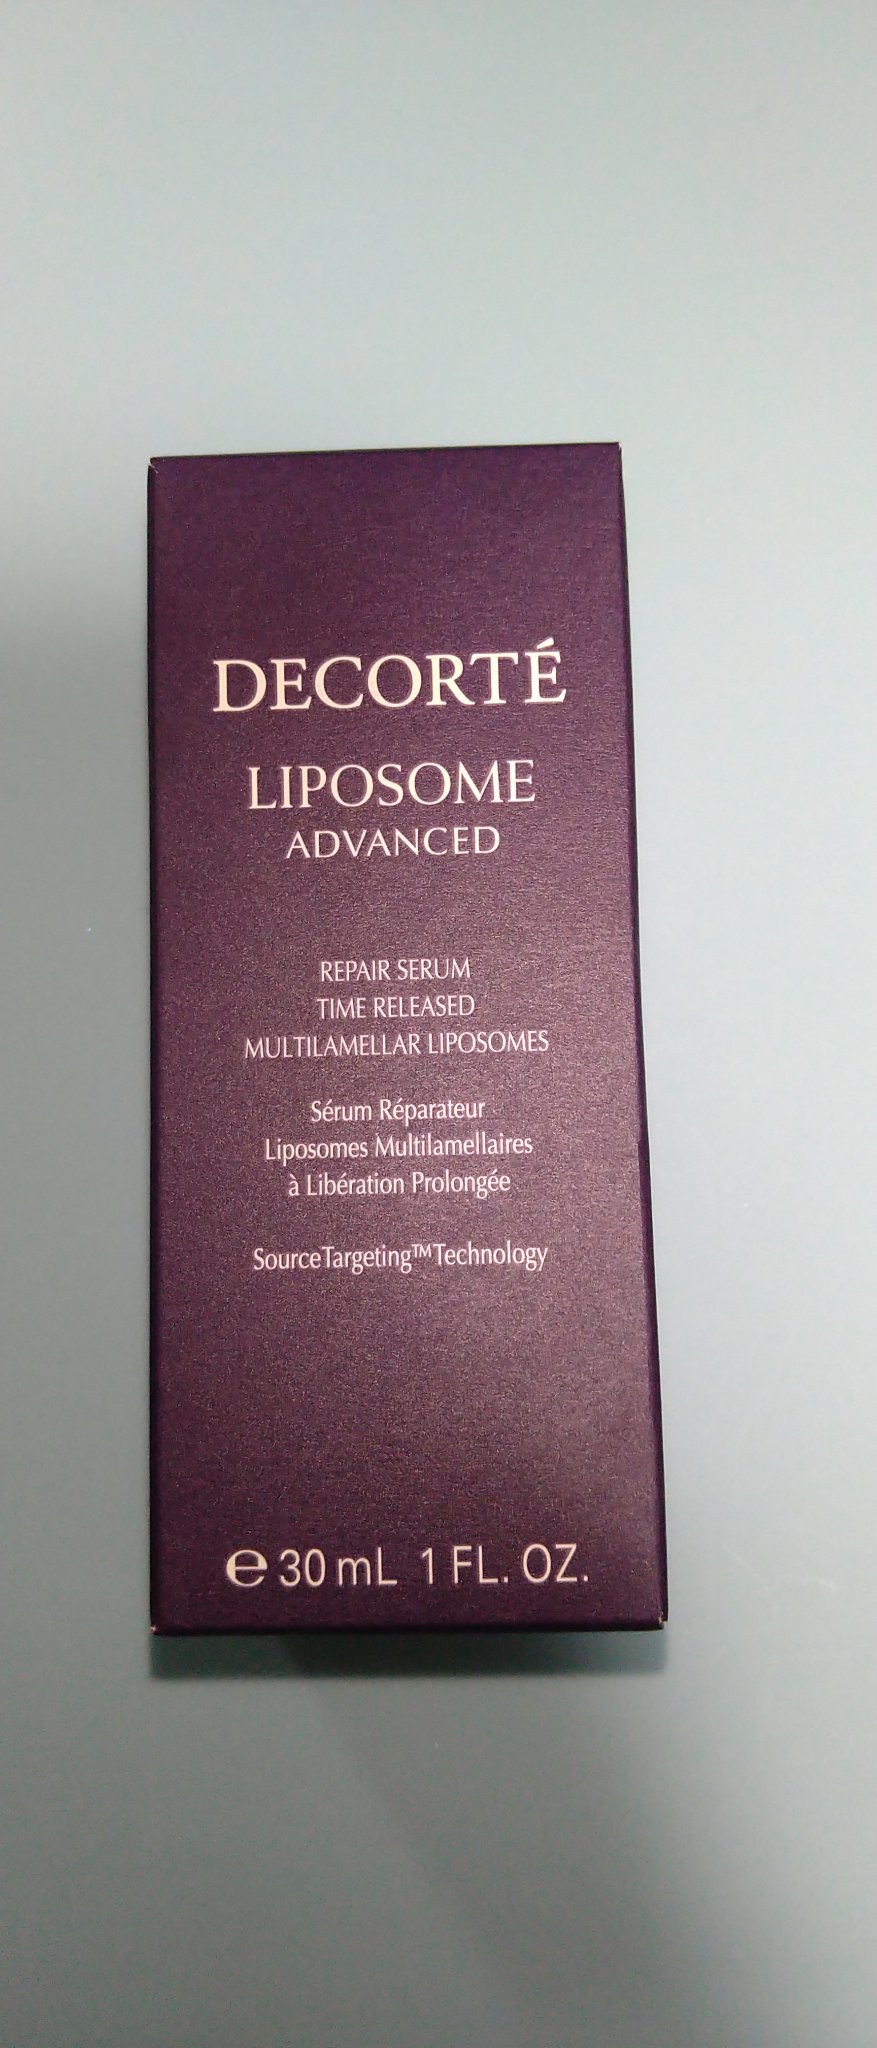 DECORTÉ
LIPOSOME
ADVANCED
REPAIR SERUM
TIME RELEASED
MULTILAMELLAR LIPOSOMES
Sérum Réparateur
Liposomes Multilamellaires
à Libération Prolongée
SourceTargeting™Technology
℮ 30 mL 1 FL. OZ.